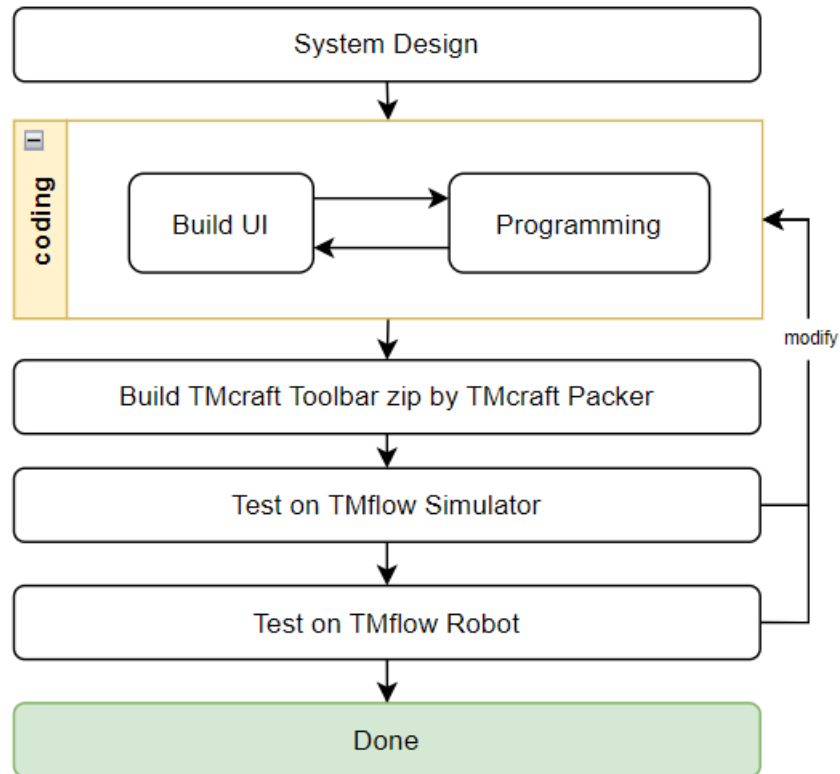 System Design
coding
Build UI
Programming
modify
Build TMcraft Toolbar zip by TMcraft Packer
Test on TMflow Simulator
Test on TMflow Robot
Done